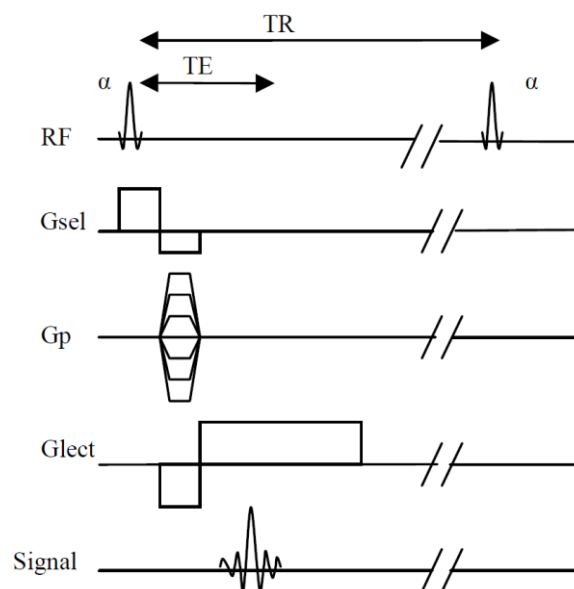 TR
α TE α
RF
Gsel
Gp
Glect
Signal